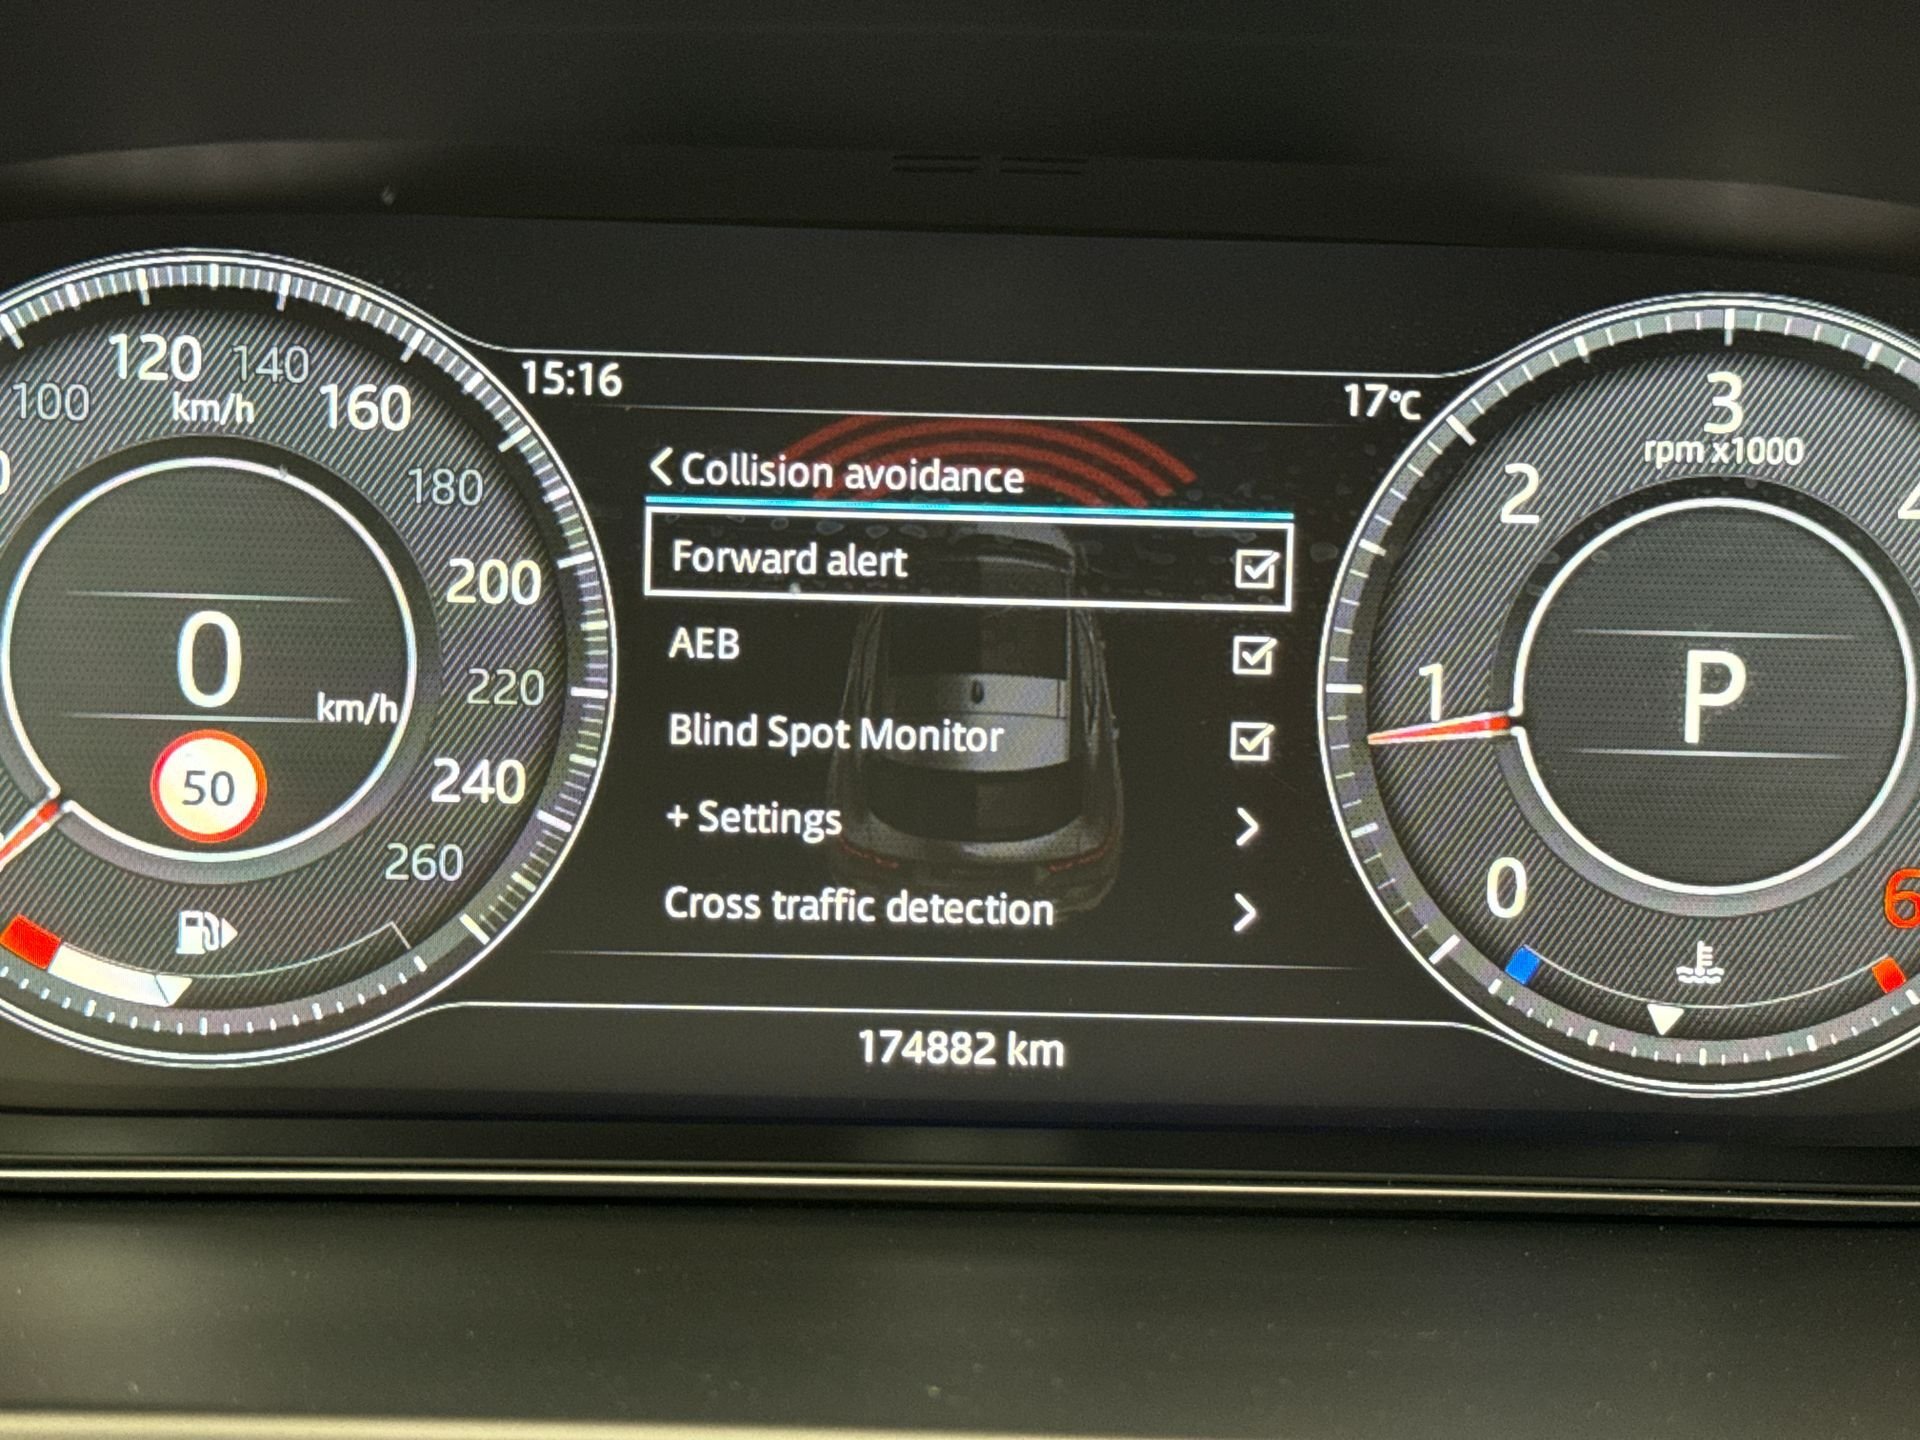 120
140
100
km/h
160
180
200
220
240
260
0
km/h
50
15:16
17°C
Collision avoidance
Forward alert
AEB
Blind Spot Monitor
+ Settings
Cross traffic detection
174882 km
3
rpm x1000
2
1
0
P
6